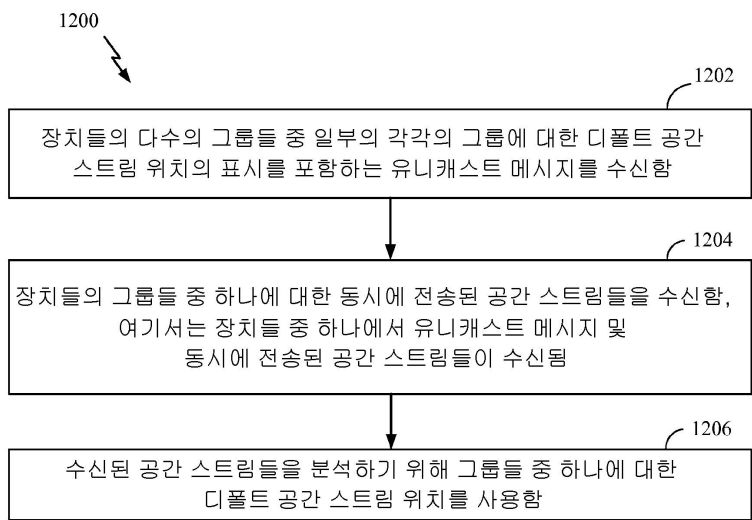 1200
1202
장치들의 다수의 그룹들 중 일부의 각각의 그룹에 대한 디폴트 공간
스트림 위치의 표시를 포함하는 유니캐스트 메시지를 수신함
1204
장치들의 그룹들 중 하나에 대한 동시에 전송된 공간 스트림들을 수신함,
여기서는 장치들 중 하나에서 유니캐스트 메시지 및
동시에 전송된 공간 스트림들이 수신됨
1206
수신된 공간 스트림들을 분석하기 위해 그룹들 중 하나에 대한
디폴트 공간 스트림 위치를 사용함